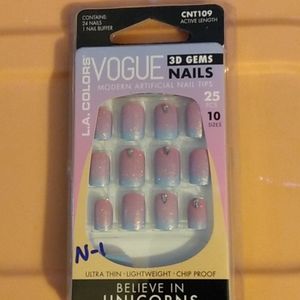 CONTAINS:
24 NAILS
1 NAIL BUFFER
CNT109
ACTIVE LENGTH
L.A. COLORS
VOGUE
3D GEMS
NAILS
MODERN ARTIFICIAL NAIL TIPS
25
10
SIZES
N-1
ULTRA THIN · LIGHTWEIGHT · CHIP PROOF
BELIEVE IN
UNICORNS